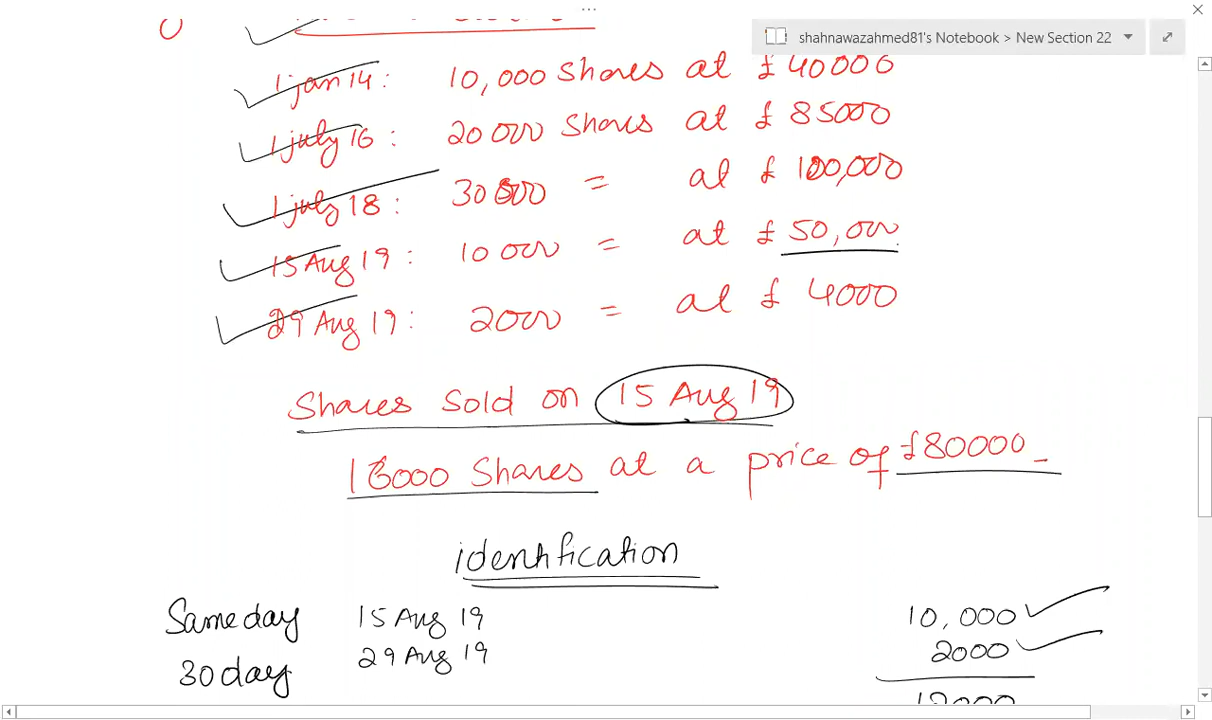 shahnawazahmed81's Notebook > New Section 22
1 jan 14: 10,000 Shares at £40000
1 july 16: 20000 Shares at £85000
1 july 18: 30000 = at £100,000
15 Aug 19: 10000 = at £50,000
29 Aug 19: 2000 = at £4000
Shares sold on 15 Aug 19
Shares at a price of £80000
identification
Same day 15 Aug 19 10,000
30 day 29 Aug 19 2000
12000